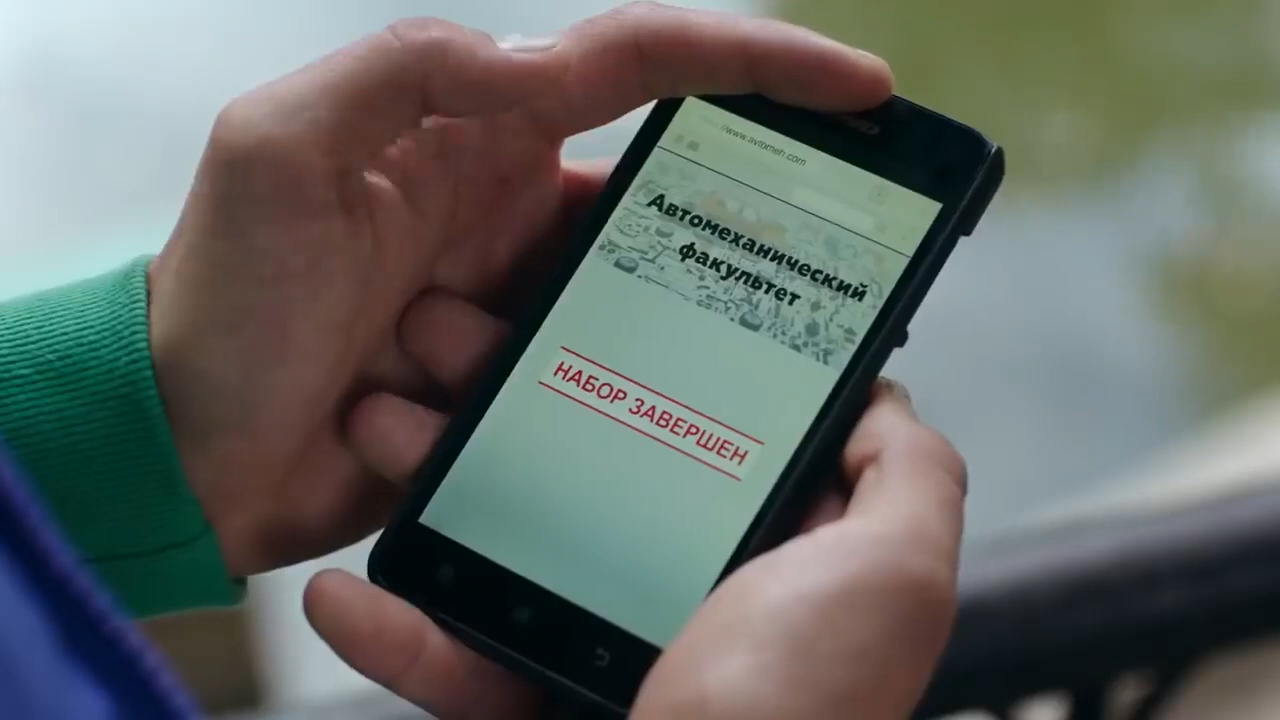 //www.avtomeh.com
Автомеханический
факультет
НАБОР ЗАВЕРШЕН